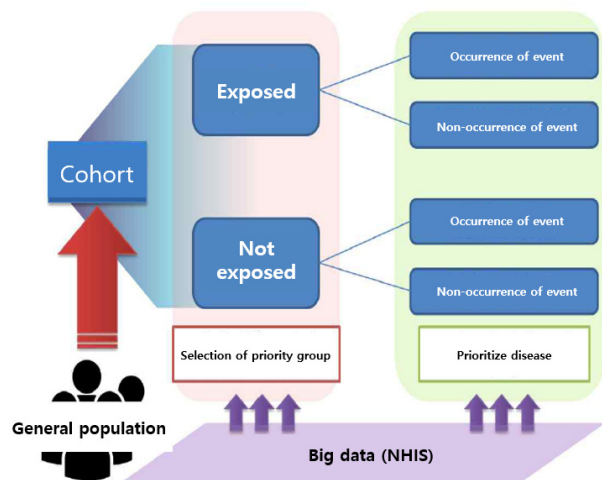 Exposed
Occurrence of event
Non-occurrence of event
Cohort
Not
exposed
Occurrence of event
Non-occurrence of event
Selection of priority group
Prioritize disease
General population
Big data (NHIS)